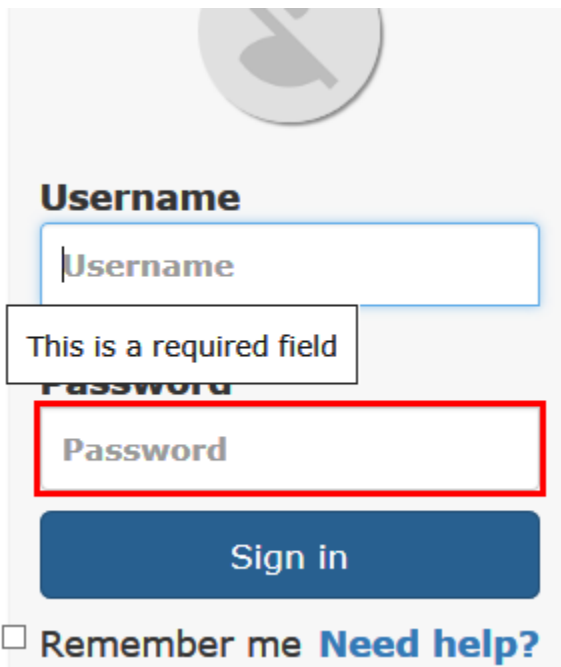 Username
Username
This is a required field
Password
Password
Sign in
Remember me Need help?